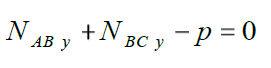 N_{AB y} + N_{BC y} − p = 0